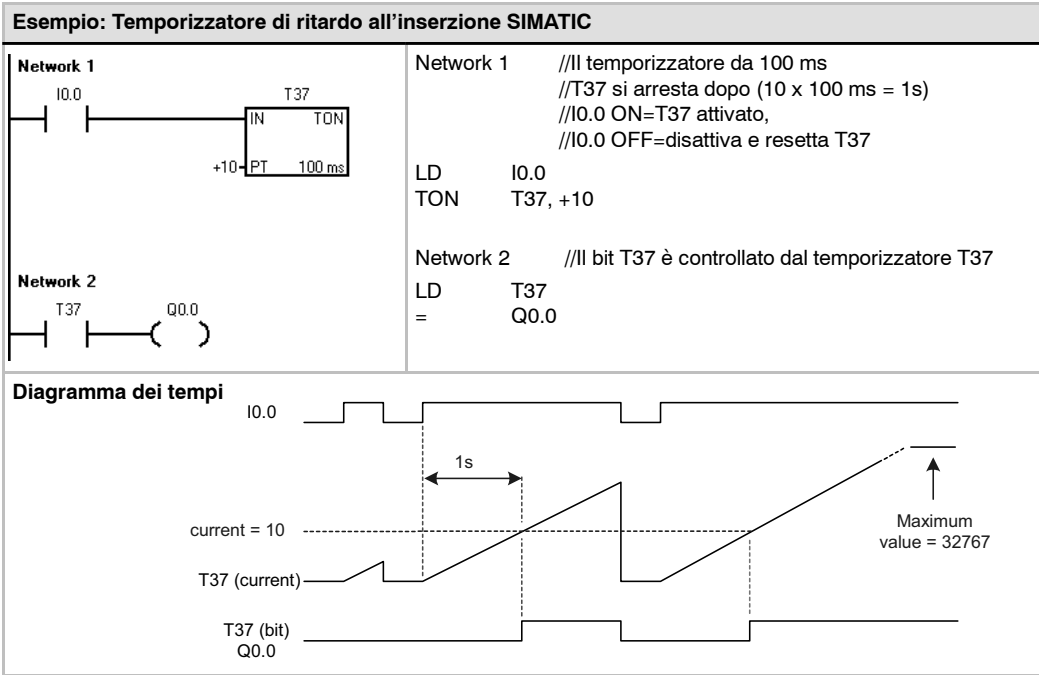 Esempio: Temporizzatore di ritardo all'inserzione SIMATIC
Network 1
I0.0
T37
IN TON
+10 PT 100 ms
Network 2
T37 Q0.0
Network 1 //Il temporizzatore da 100 ms
//T37 si arresta dopo (10 x 100 ms = 1s)
//I0.0 ON=T37 attivato,
//I0.0 OFF=disattiva e resetta T37
LD I0.0
TON T37, +10
Network 2 //Il bit T37 è controllato dal temporizzatore T37
LD T37
= Q0.0
Diagramma dei tempi
I0.0
1s
current = 10
Maximum
value = 32767
T37 (current)
T37 (bit)
Q0.0